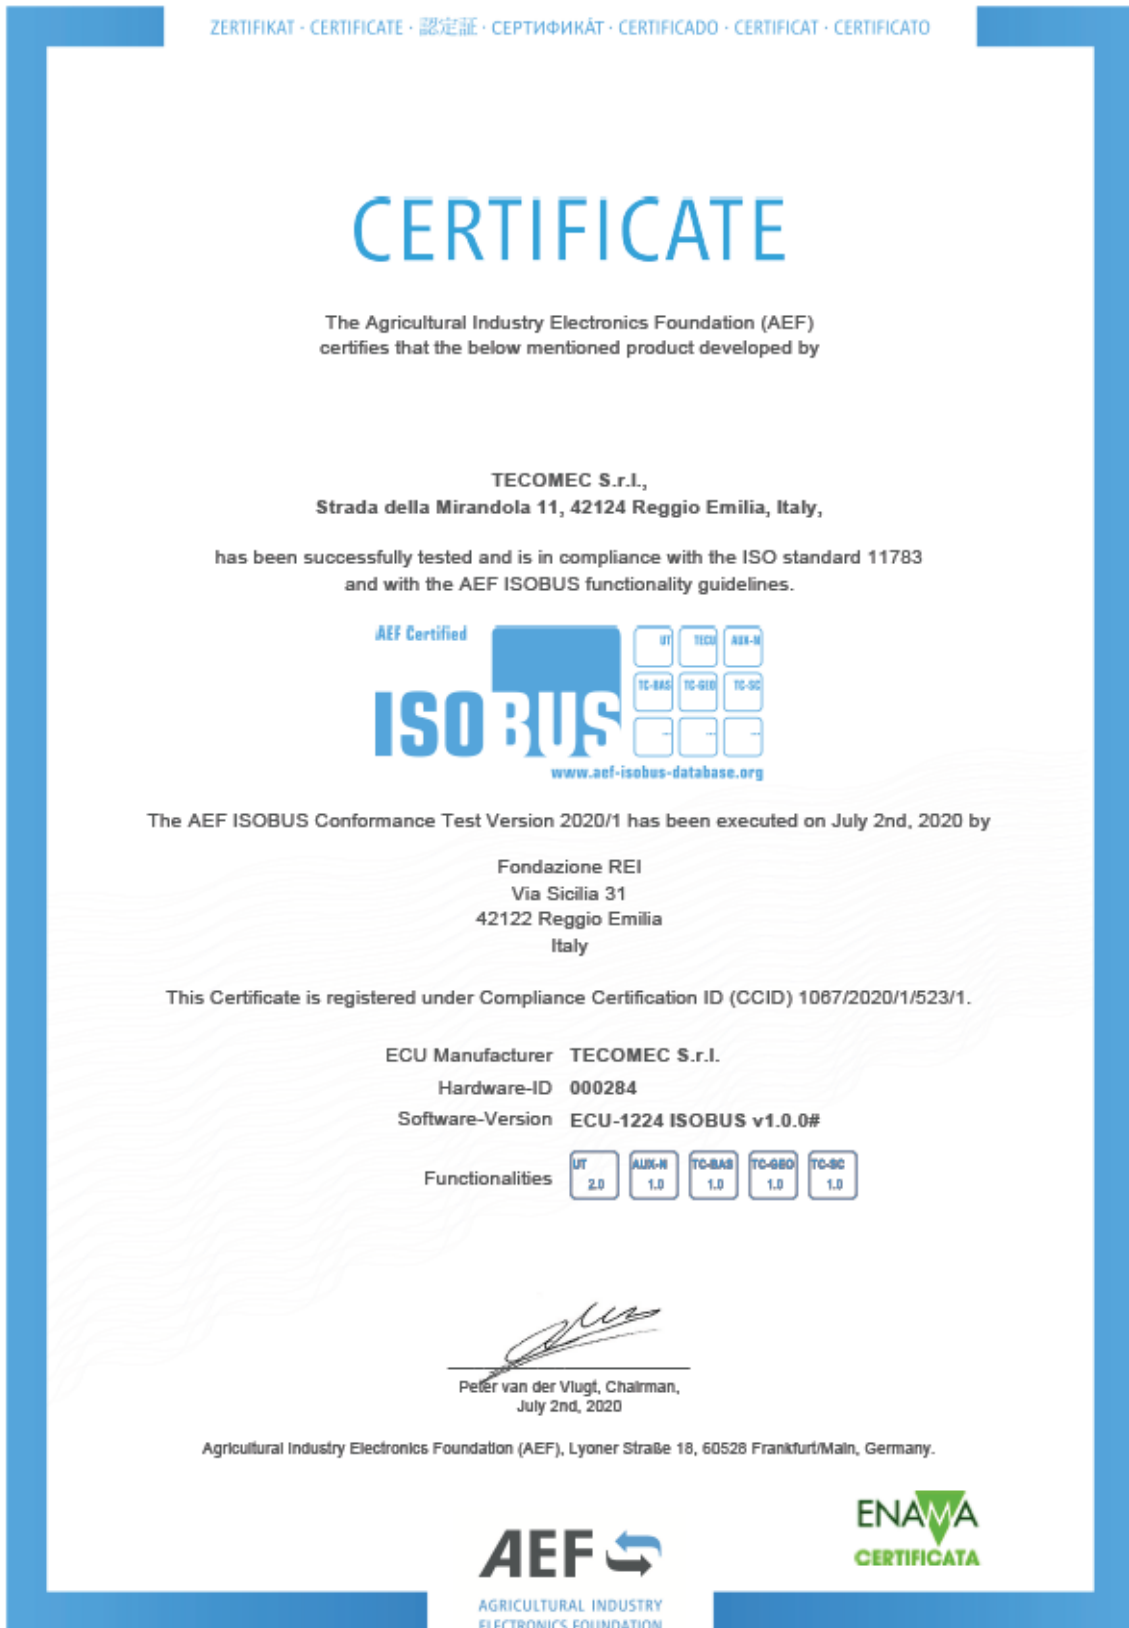 ZERTIFIKAT · CERTIFICATE · 認定証 · СЕРТИФИКÁТ · CERTIFICADO · CERTIFICAT · CERTIFICATO
CERTIFICATE
The Agricultural Industry Electronics Foundation (AEF)
certifies that the below mentioned product developed by
TECOMEC S.r.l.,
Strada della Mirandola 11, 42124 Reggio Emilia, Italy,
has been successfully tested and is in compliance with the ISO standard 11783
and with the AEF ISOBUS functionality guidelines.
AEF Certified
ISOBUS
UT TECU AUX-N
TC-BAS TC-GEO TC-SC
... ... ...
www.aef-isobus-database.org
The AEF ISOBUS Conformance Test Version 2020/1 has been executed on July 2nd, 2020 by
Fondazione REI
Via Sicilia 31
42122 Reggio Emilia
Italy
This Certificate is registered under Compliance Certification ID (CCID) 1067/2020/1/523/1.
ECU Manufacturer TECOMEC S.r.l.
Hardware-ID 000284
Software-Version ECU-1224 ISOBUS v1.0.0#
Functionalities UT 2.0 AUX-N 1.0 TC-BAS 1.0 TC-GEO 1.0 TC-SC 1.0
Peter van der Vlugt, Chairman,
July 2nd, 2020
Agricultural Industry Electronics Foundation (AEF), Lyoner Straße 18, 60528 Frankfurt/Main, Germany.
ENAMA
CERTIFICATA
AEF
AGRICULTURAL INDUSTRY
ELECTRONICS FOUNDATION